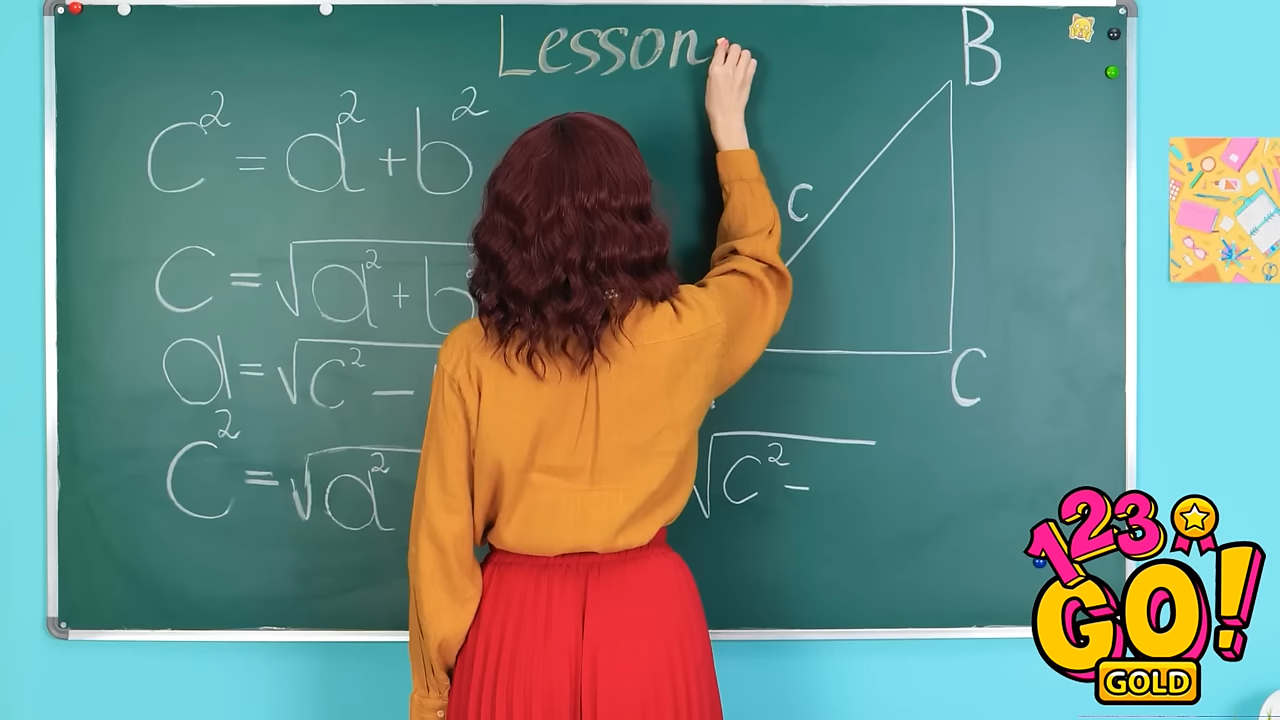 Lesson
B
C² = a² + b²
c
C = √a² + b
a = √c² −
C
C² = √a²
√c² −
123
GO!
GOLD